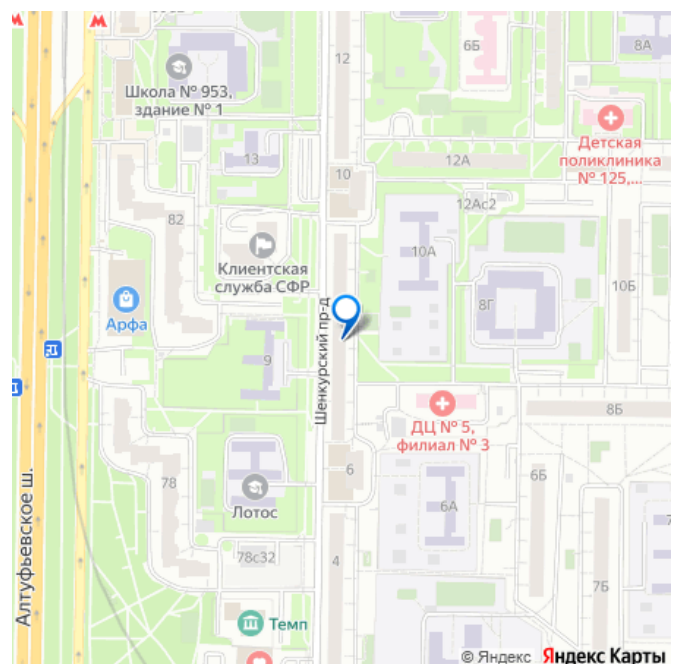 М
М
12
6Б
8А
Школа № 953,
здание № 1
13
10
12А
Детская
поликлиника
№ 125,...
12Ас2
82
Клиентская
служба СФР
10А
Арфа
8Г
10Б
Шенкурский пр-д
9
ДЦ № 5,
филиал № 3
8Б
78
Лотос
6
6Б
6А
78с32
4
7Б
Темп
Алтуфьевское ш.
© Яндекс Яндекс Карты